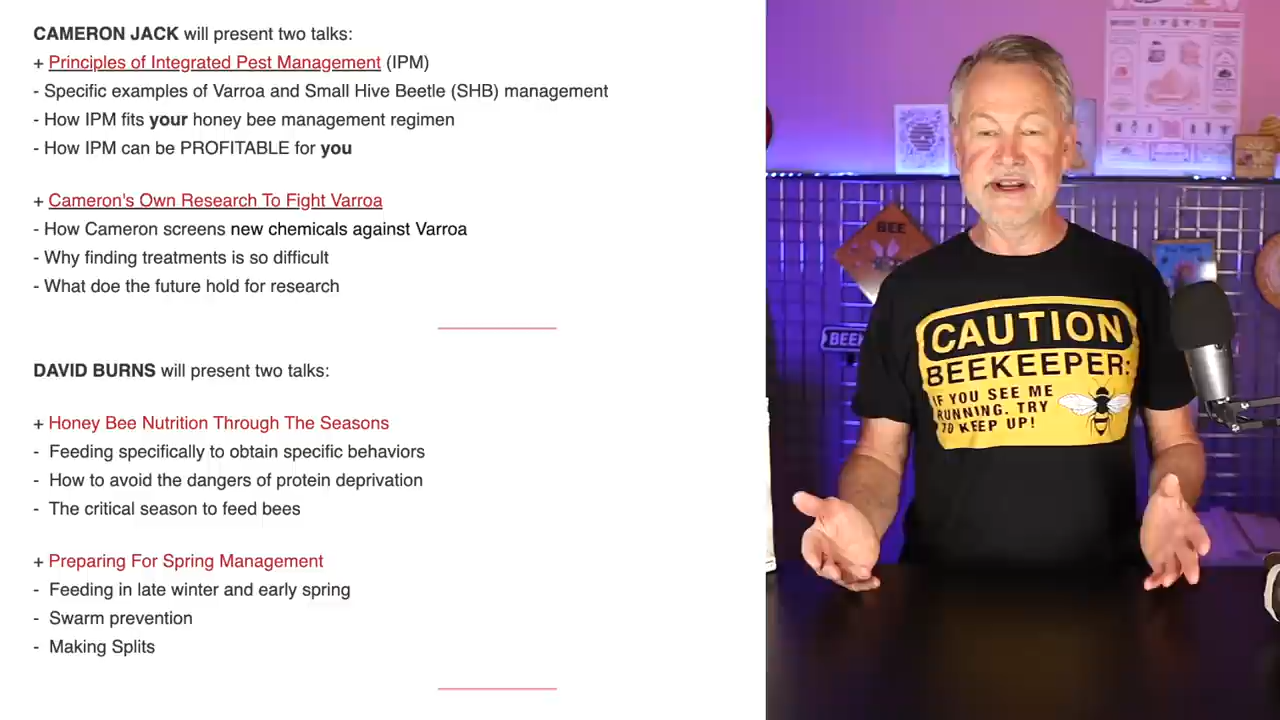 CAMERON JACK will present two talks:
+ Principles of Integrated Pest Management (IPM)
- Specific examples of Varroa and Small Hive Beetle (SHB) management
- How IPM fits your honey bee management regimen
- How IPM can be PROFITABLE for you
+ Cameron's Own Research To Fight Varroa
- How Cameron screens new chemicals against Varroa
- Why finding treatments is so difficult
- What doe the future hold for research
DAVID BURNS will present two talks:
+ Honey Bee Nutrition Through The Seasons
- Feeding specifically to obtain specific behaviors
- How to avoid the dangers of protein deprivation
- The critical season to feed bees
+ Preparing For Spring Management
- Feeding in late winter and early spring
- Swarm prevention
- Making Splits
BEE
CAUTION
BEEKEEPER:
IF YOU SEE ME
RUNNING, TRY
TO KEEP UP!